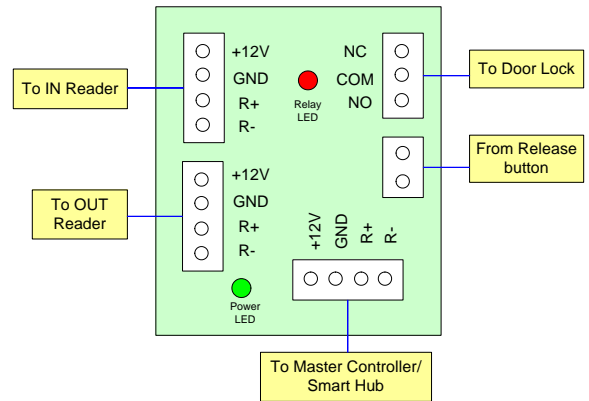 +12V
GND
R+
R-
To IN Reader
Relay
LED
NC
COM
NO
To Door Lock
From Release
button
+12V
GND
R+
R-
To OUT
Reader
+12V
GND
R+
R-
Power
LED
To Master Controller/
Smart Hub